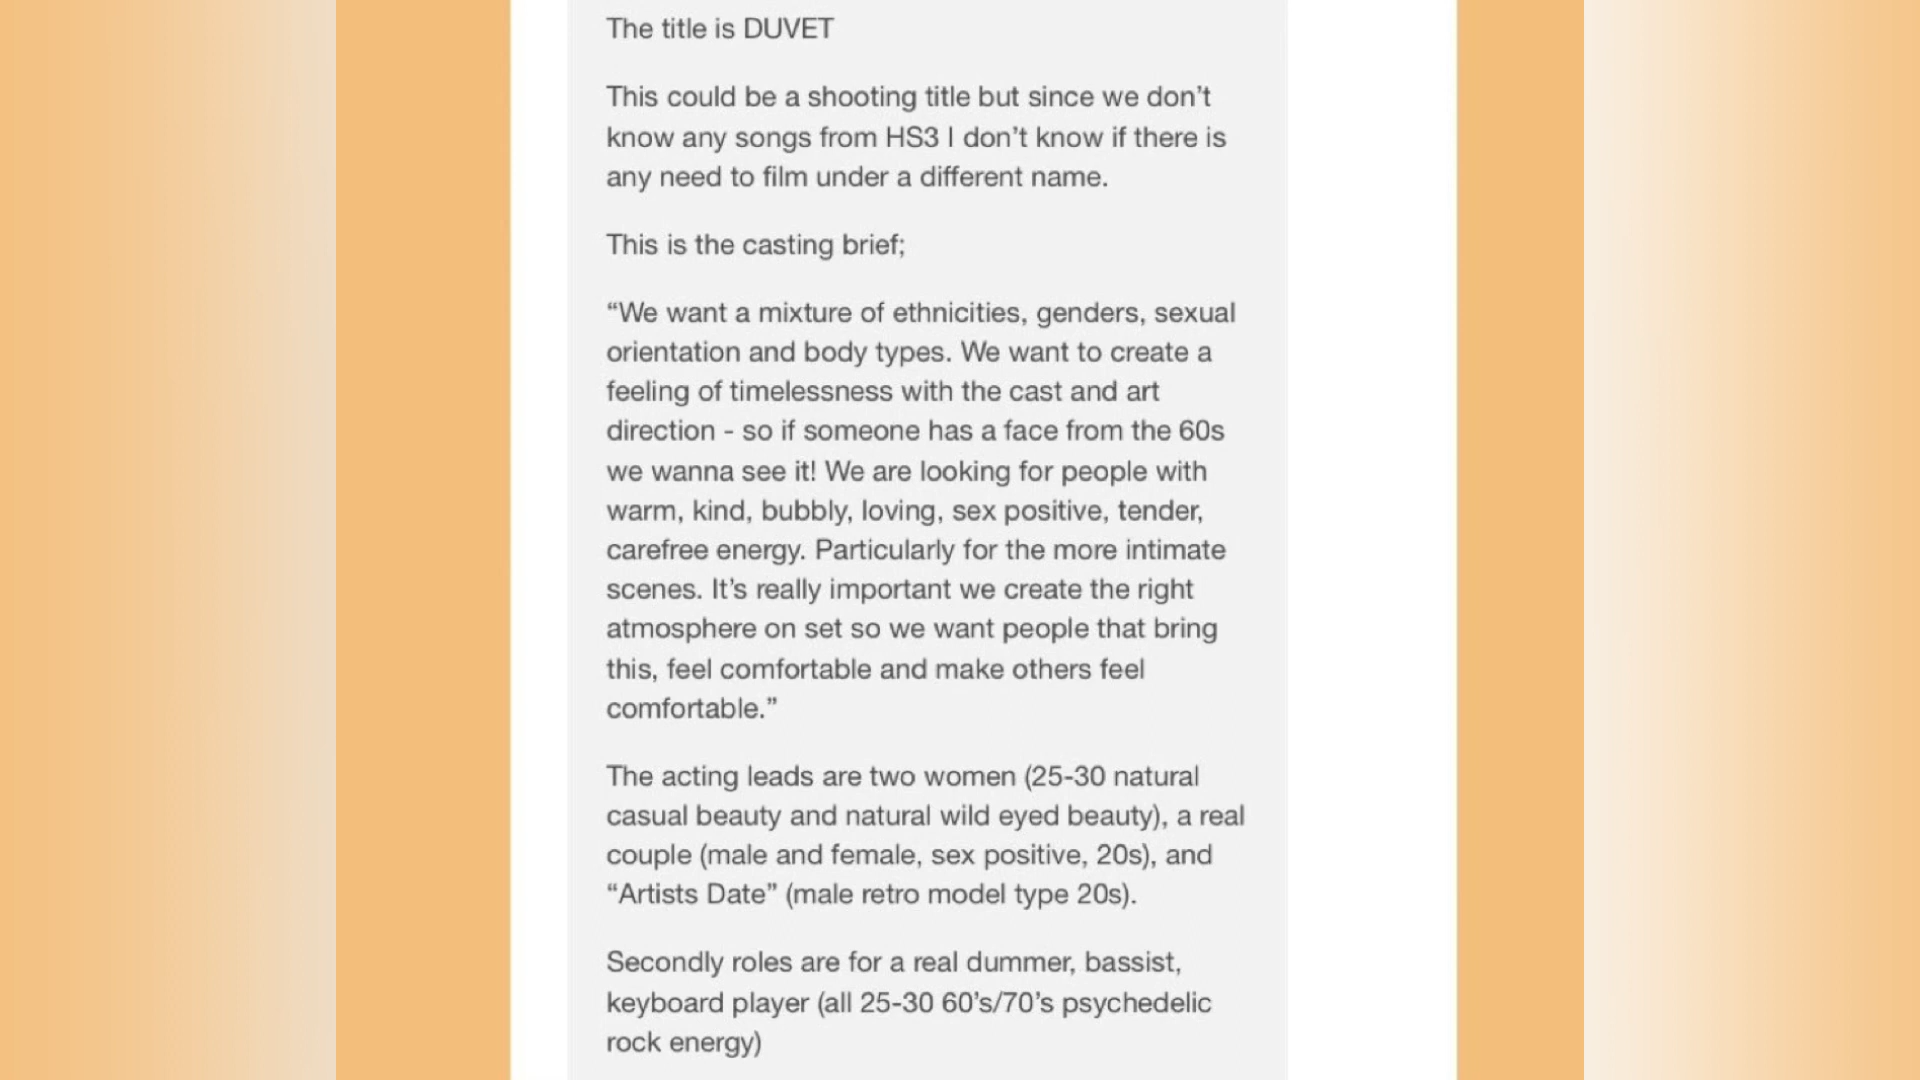 The title is DUVET
This could be a shooting title but since we don’t
know any songs from HS3 I don’t know if there is
any need to film under a different name.
This is the casting brief;
“We want a mixture of ethnicities, genders, sexual
orientation and body types. We want to create a
feeling of timelessness with the cast and art
direction - so if someone has a face from the 60s
we wanna see it! We are looking for people with
warm, kind, bubbly, loving, sex positive, tender,
carefree energy. Particularly for the more intimate
scenes. It’s really important we create the right
atmosphere on set so we want people that bring
this, feel comfortable and make others feel
comfortable.”
The acting leads are two women (25-30 natural
casual beauty and natural wild eyed beauty), a real
couple (male and female, sex positive, 20s), and
“Artists Date” (male retro model type 20s).
Secondly roles are for a real dummer, bassist,
keyboard player (all 25-30 60’s/70’s psychedelic
rock energy)